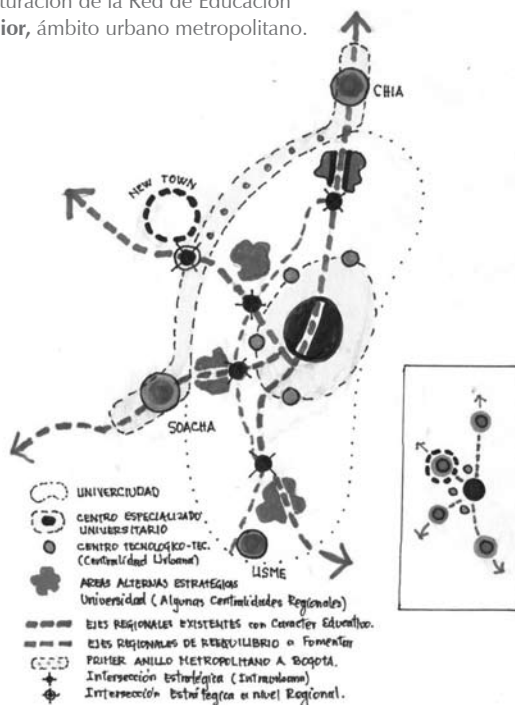 turación de la Red de Educación
ior, ámbito urbano metropolitano.
CHIA
NEW TOWN
SOACHA
USME
UNIVERCIUDAD
CENTRO ESPECIALIZADO
UNIVERSITARIO
CENTRO TECNOLOGICO-TEC.
(Centralidad Urbana)
AREAS ALTERNAS ESTRATEGICAS
Universidad (Algunas Centralidades Regionales)
EJES REGIONALES EXISTENTES con Carácter Educativo.
EJES REGIONALES DE REEQUILIBRIO a Fomentar
PRIMER ANILLO METROPOLITANO A BOGOTA.
Intersección Estratégica (Intraurbana)
Intersección Estratégica a nivel Regional.